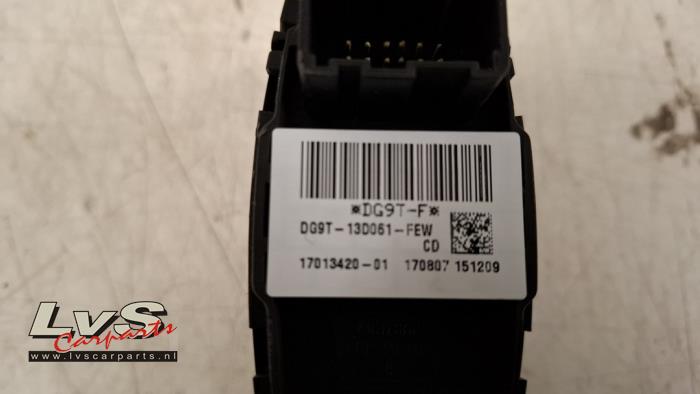 ¤DG9T-F¤
DG9T-13D061-FEW
CD
17013420-01 170807 151209
LvS
Carparts
www.lvscarparts.nl